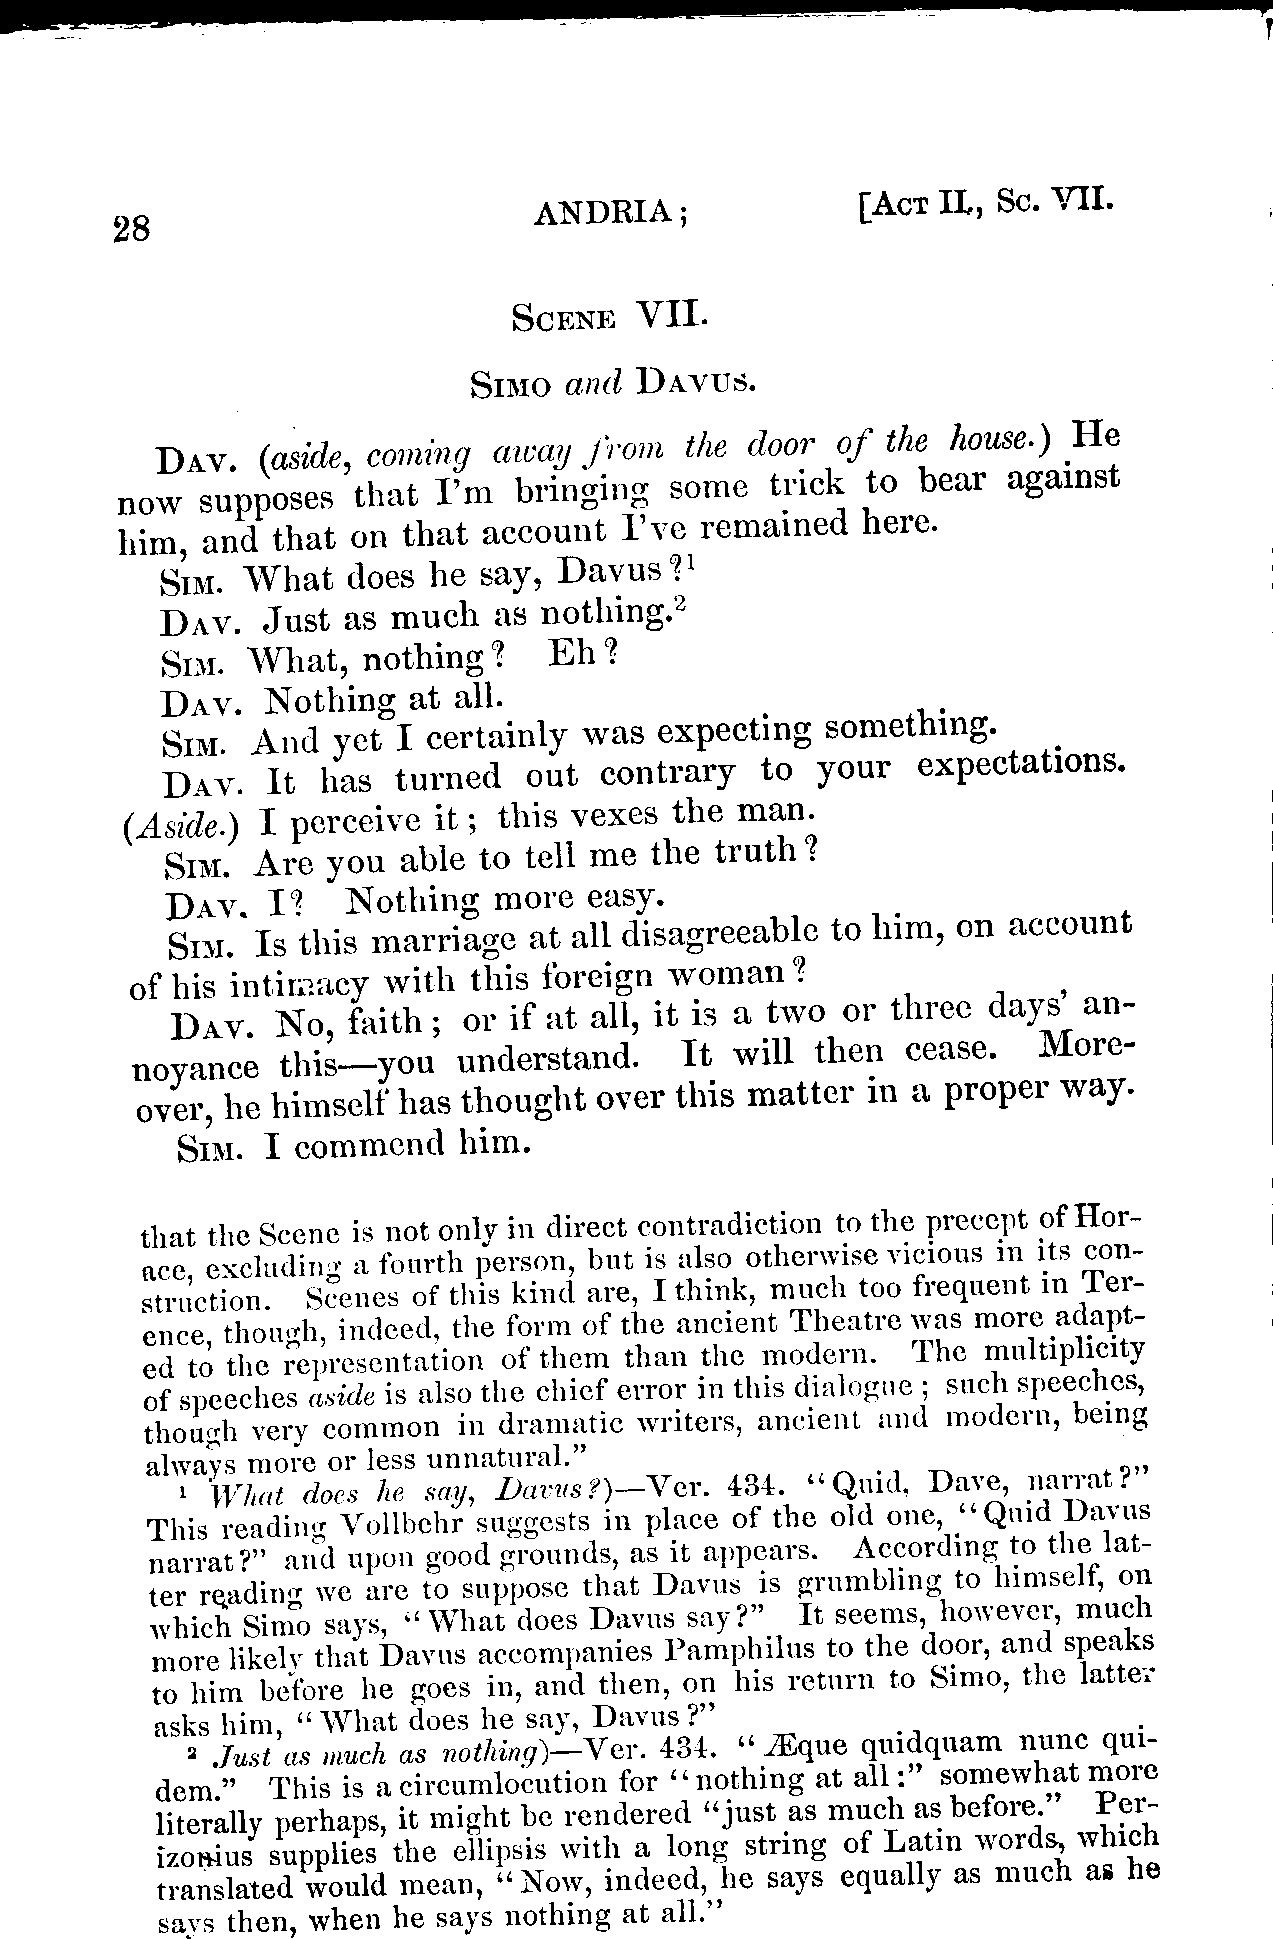 28 ANDRIA; [ACT II., SC. VII.
SCENE VII.
SIMO and DAVUS.
DAV. (aside, coming away from the door of the house.) He
now supposes that I'm bringing some trick to bear against
him, and that on that account I've remained here.
SIM. What does he say, Davus?¹
DAV. Just as much as nothing.²
SIM. What, nothing? Eh?
DAV. Nothing at all.
SIM. And yet I certainly was expecting something.
DAV. It has turned out contrary to your expectations.
(Aside.) I perceive it; this vexes the man.
SIM. Are you able to tell me the truth?
DAV. I? Nothing more easy.
SIM. Is this marriage at all disagreeable to him, on account
of his intimacy with this foreign woman?
DAV. No, faith; or if at all, it is a two or three days' an-
noyance this—you understand. It will then cease. More-
over, he himself has thought over this matter in a proper way.
SIM. I commend him.
that the Scene is not only in direct contradiction to the precept of Hor-
ace, excluding a fourth person, but is also otherwise vicious in its con-
struction. Scenes of this kind are, I think, much too frequent in Ter-
ence, though, indeed, the form of the ancient Theatre was more adapt-
ed to the representation of them than the modern. The multiplicity
of speeches aside is also the chief error in this dialogue; such speeches,
though very common in dramatic writers, ancient and modern, being
always more or less unnatural."
¹ What does he say, Davus?)—Ver. 434. "Quid, Dave, narrat?"
This reading Vollbehr suggests in place of the old one, "Quid Davus
narrat?" and upon good grounds, as it appears. According to the lat-
ter reading we are to suppose that Davus is grumbling to himself, on
which Simo says, "What does Davus say?" It seems, however, much
more likely that Davus accompanies Pamphilus to the door, and speaks
to him before he goes in, and then, on his return to Simo, the latter
asks him, "What does he say, Davus?"
² Just as much as nothing)—Ver. 434. "Æque quidquam nunc qui-
dem." This is a circumlocution for "nothing at all:" somewhat more
literally perhaps, it might be rendered "just as much as before." Per-
izonius supplies the ellipsis with a long string of Latin words, which
translated would mean, "Now, indeed, he says equally as much as he
says then, when he says nothing at all."